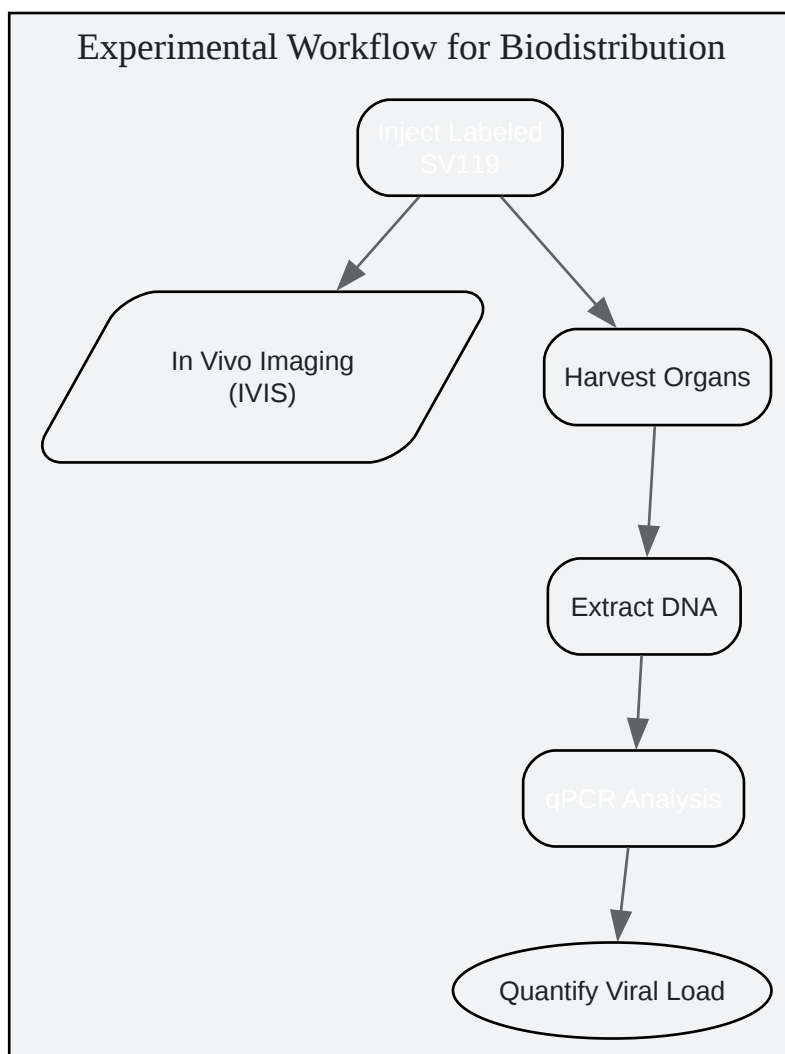 Experimental Workflow for Biodistribution
Inject Labeled
SV119
In Vivo Imaging
(IVIS)
Harvest Organs
Extract DNA
qPCR Analysis
Quantify Viral Load